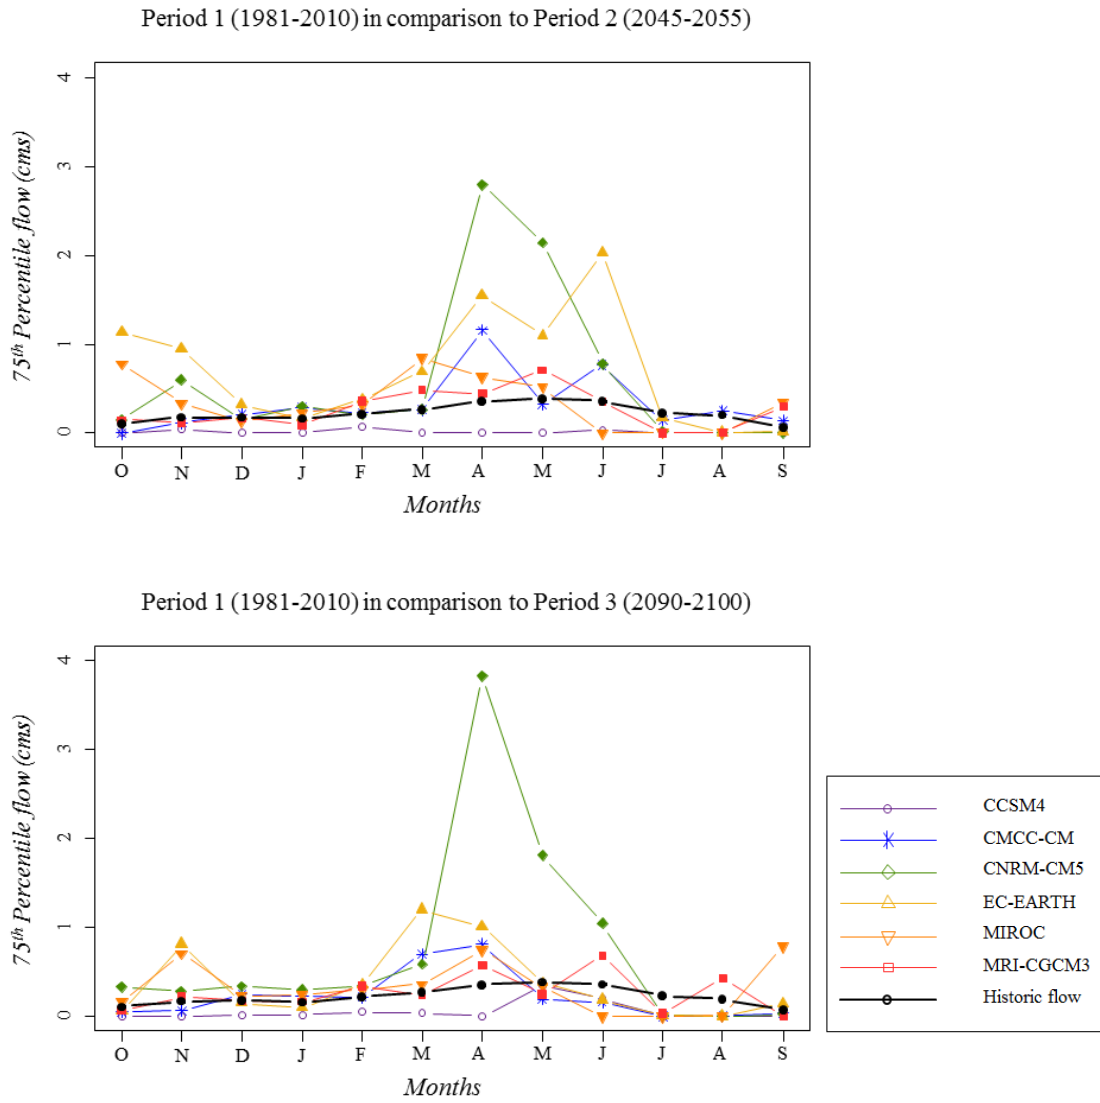 Period 1 (1981-2010) in comparison to Period 2 (2045-2055)
75th Percentile flow (cms)
4
3
2
1
0
O N D J F M A M J J A S
Months
Period 1 (1981-2010) in comparison to Period 3 (2090-2100)
75th Percentile flow (cms)
4
3
2
1
0
O N D J F M A M J J A S
Months
CCSM4
CMCC-CM
CNRM-CM5
EC-EARTH
MIROC
MRI-CGCM3
Historic flow